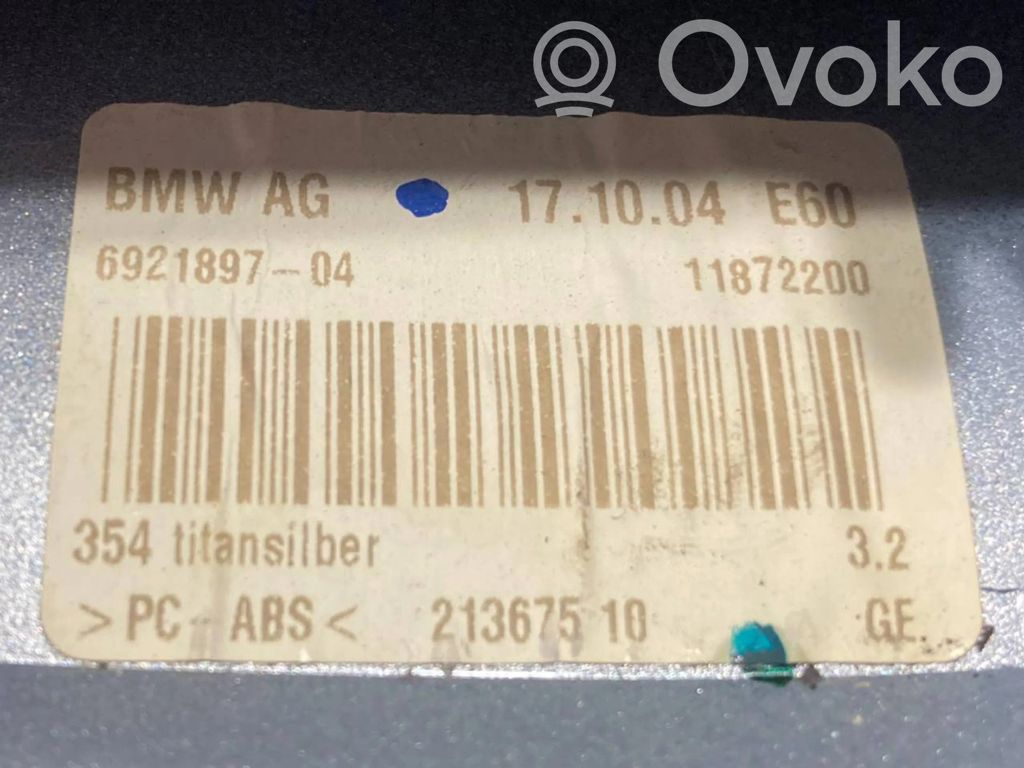 Ovoko
BMW AG 17.10.04 E60
6921897-04 11872200
354 titansilber 3.2
>PC-ABS< 213675 10 GE